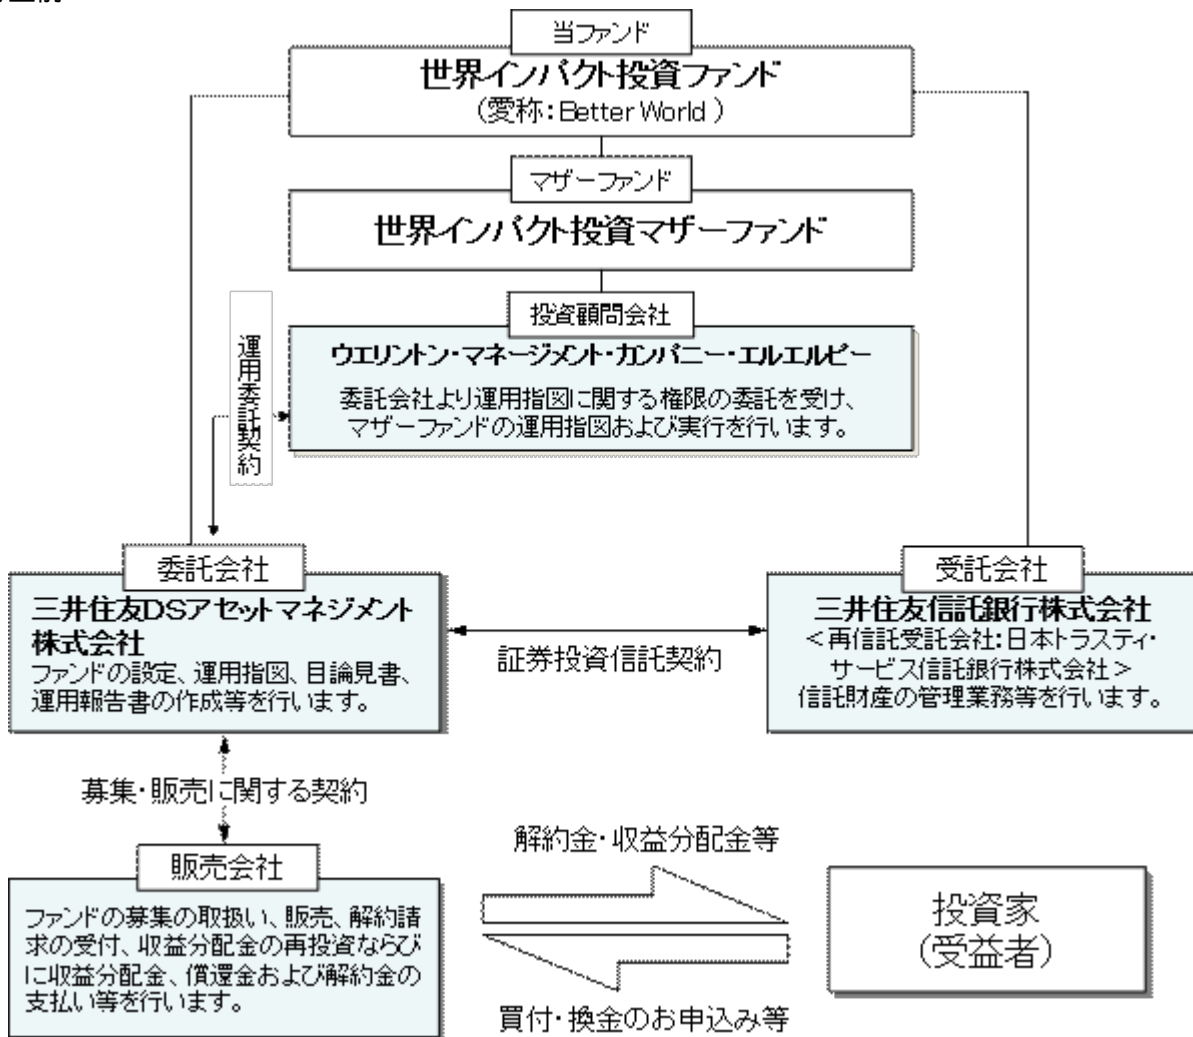 当ファンド
世界インパクト投資ファンド
（愛称：Better World ）
マザーファンド
世界インパクト投資マザーファンド
投資顧問会社
ウエリントン・マネージメント・カンパニー・エルエルピー
委託会社より運用指図に関する権限の委託を受け、
マザーファンドの運用指図および実行を行います。
運用委託契約
委託会社
三井住友DSアセットマネジメント
株式会社
ファンドの設定、運用指図、目論見書、
運用報告書の作成等を行います。
証券投資信託契約
受託会社
三井住友信託銀行株式会社
＜再信託受託会社：日本トラスティ・
サービス信託銀行株式会社＞
信託財産の管理業務等を行います。
募集・販売に関する契約
販売会社
ファンドの募集の取扱い、販売、解約請
求の受付、収益分配金の再投資ならび
に収益分配金、償還金および解約金の
支払い等を行います。
解約金・収益分配金等
買付・換金のお申込み等
投資家
（受益者）